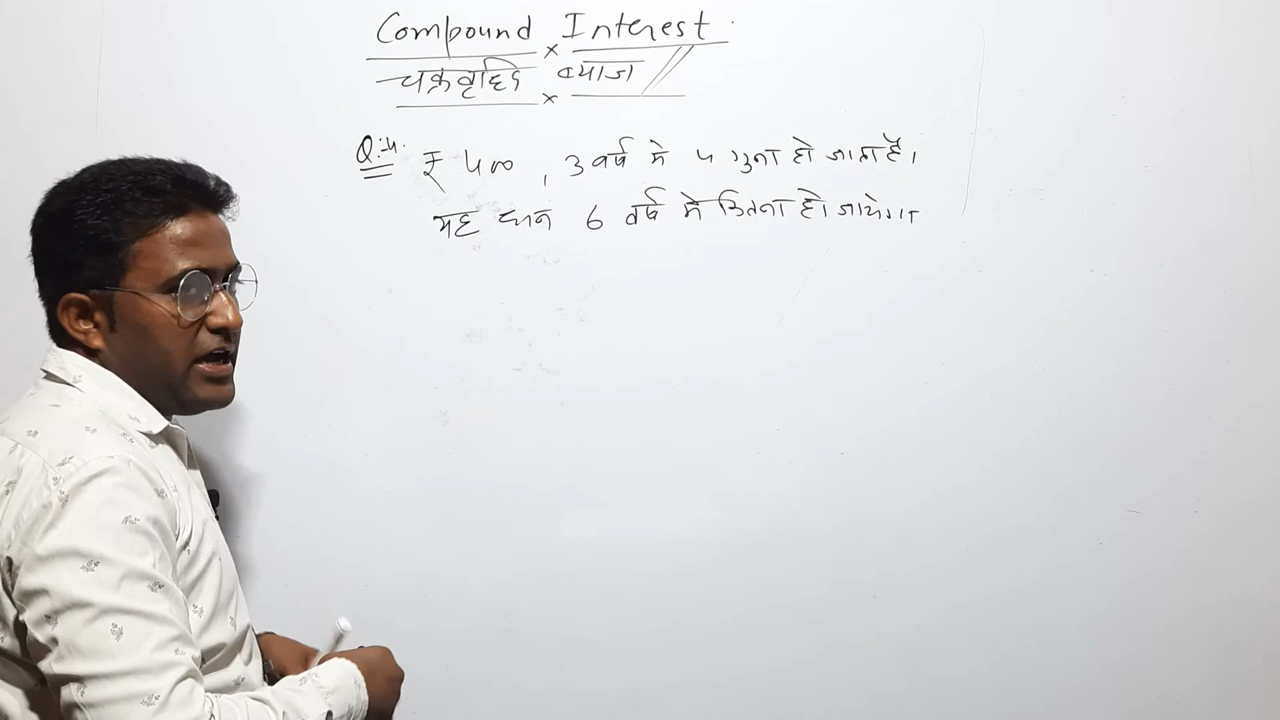 Compound Interest
चक्रवृद्धि ब्याज
Q:-4. ₹ 400, 3 वर्ष में 4 गुना हो जाता है।
यह धन 6 वर्ष में कितना हो जायेगा